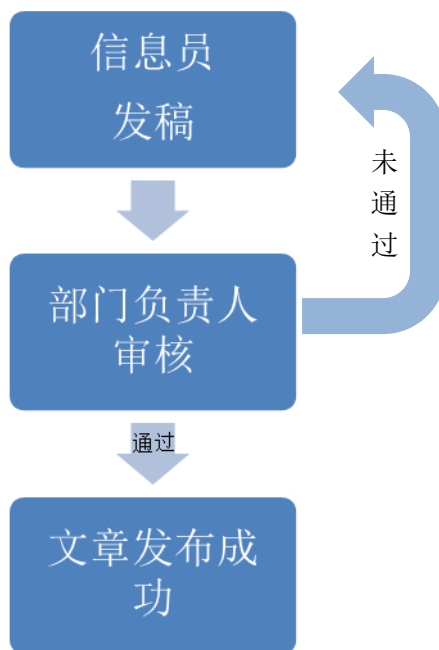 信息员
发稿
未
通
过
部门负责人
审核
通过
文章发布成
功